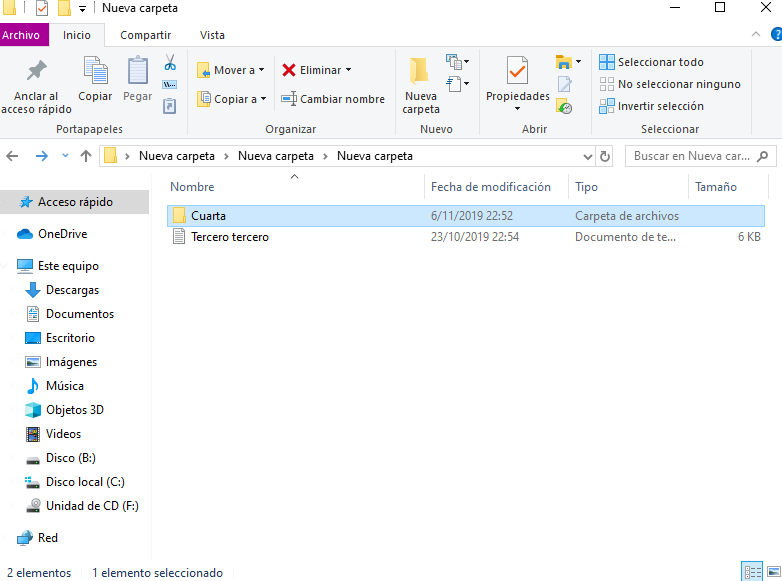 Nueva carpeta
Archivo Inicio Compartir Vista
Anclar al acceso rápido
Copiar
Pegar
Portapapeles
Mover a
Copiar a
Eliminar
Cambiar nombre
Organizar
Nueva carpeta
Nuevo
Propiedades
Abrir
Seleccionar todo
No seleccionar ninguno
Invertir selección
Seleccionar
Nueva carpeta > Nueva carpeta > Nueva carpeta
Buscar en Nueva car...
Acceso rápido
OneDrive
Este equipo
Descargas
Documentos
Escritorio
Imágenes
Música
Objetos 3D
Videos
Disco (B:)
Disco local (C:)
Unidad de CD (F:)
Red
Nombre Fecha de modificación Tipo Tamaño
Cuarta 6/11/2019 22:52 Carpeta de archivos
Tercero tercero 23/10/2019 22:54 Documento de te... 6 KB
2 elementos 1 elemento seleccionado